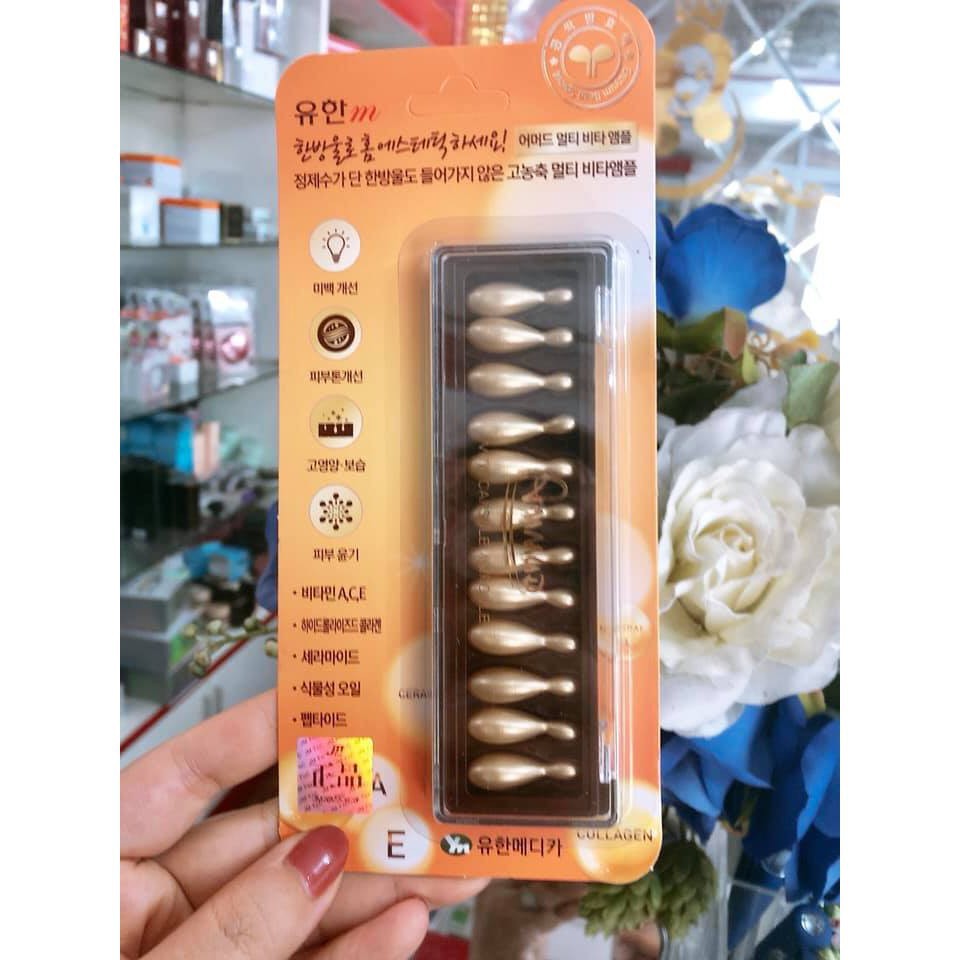 유한m
한방울로 홈 에스테틱 하세요!
어머드 멀티 비타 앰플
정제수가 단 한방울도 들어가지 않은 고농축 멀티 비타앰플
미백 개선
피부톤개선
고영양·보습
피부 윤기
• 비타민 A,C,E
• 하이드롤라이즈드 콜라겐
• 세라마이드
• 식물성 오일
• 펩타이드
CERA
정품
A
E
Ym 유한메디카
COLLAGEN